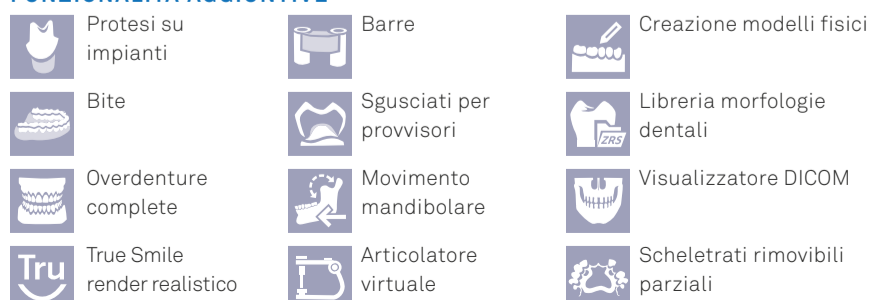 FUNZIONALITÀ AGGIUNTIVE
Protesi su
impianti
Barre
Creazione modelli fisici
Bite
Sgusciati per
provvisori
Libreria morfologie
dentali
ZRS
Overdenture
complete
Movimento
mandibolare
Visualizzatore DICOM
Tru
True Smile
render realistico
Articolatore
virtuale
Scheletrati rimovibili
parziali